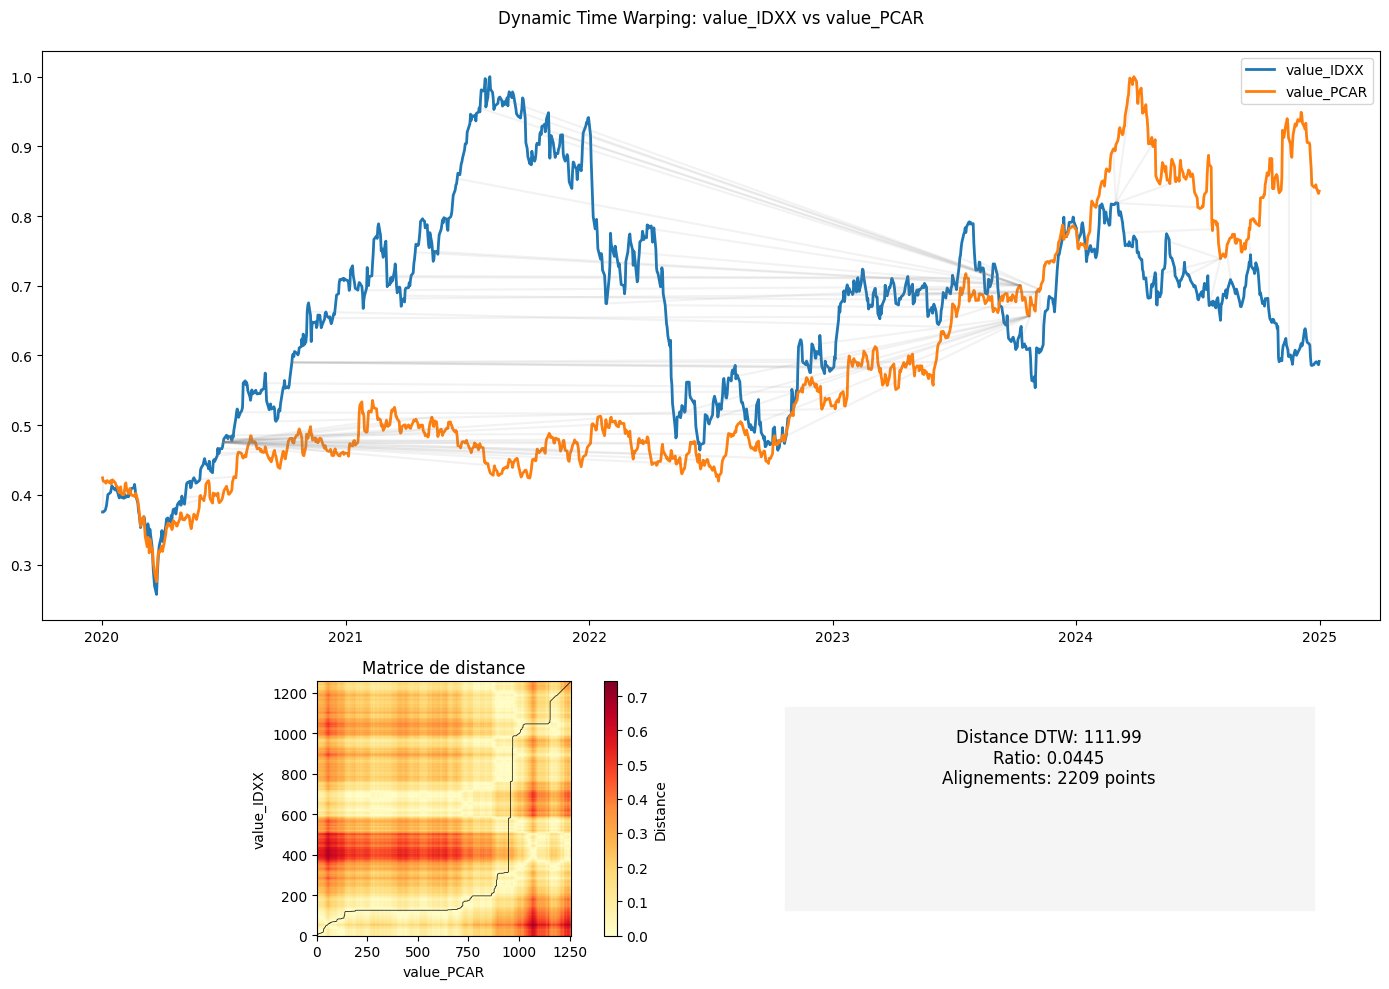 Dynamic Time Warping: value_IDXX vs value_PCAR
value_IDXX
value_PCAR
1.0
0.9
0.8
0.7
0.6
0.5
0.4
0.3
2020 2021 2022 2023 2024 2025
Matrice de distance
1200
1000
800
600
400
200
0
value_IDXX
0 250 500 750 1000 1250
value_PCAR
0.7
0.6
0.5
0.4
0.3
0.2
0.1
0.0
Distance
Distance DTW: 111.99
Ratio: 0.0445
Alignements: 2209 points